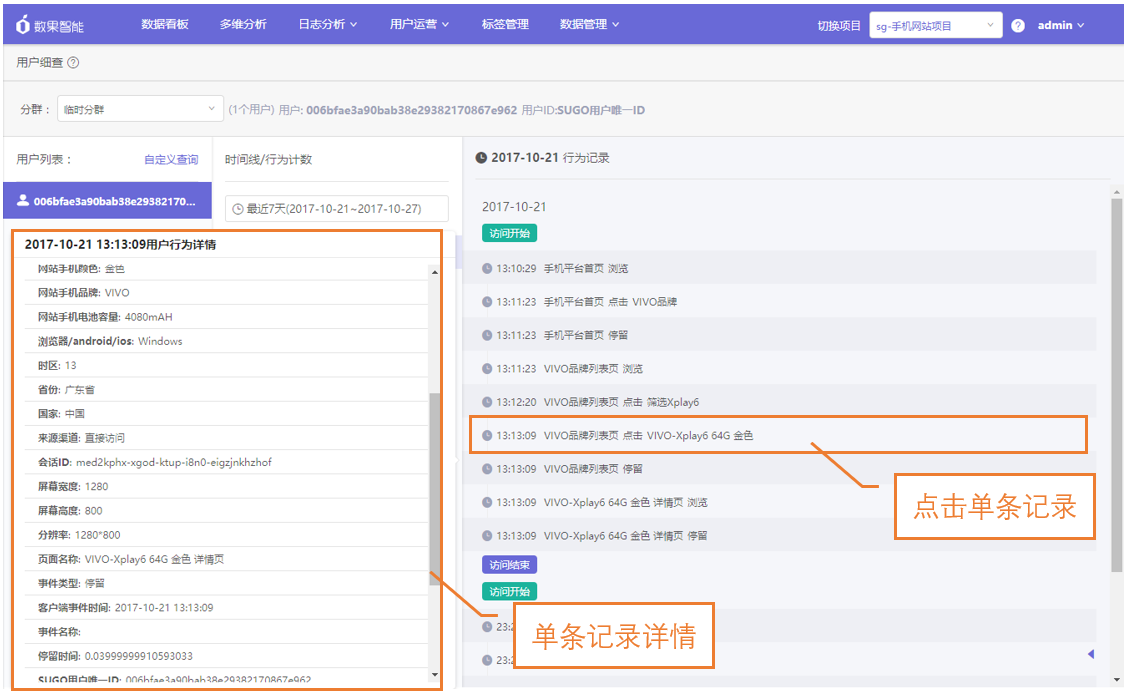 数果智能 数据看板 多维分析 日志分析 用户运营 标签管理 数据管理 切换项目 sg-手机网站项目 ? admin
用户细查 ?
分群： 临时分群 (1个用户) 用户: 006bfae3a90bab38e29382170867e962 用户ID:SUGO用户唯一ID
用户列表： 自定义查询
006bfae3a90bab38e29382170...
时间线/行为计数
最近7天(2017-10-21~2017-10-27)
2017-10-21 13:13:09用户行为详情
网站手机颜色: 金色
网站手机品牌: VIVO
网站手机电池容量: 4080mAH
浏览器/android/ios: Windows
时区: 13
省份: 广东省
国家: 中国
来源渠道: 直接访问
会话ID: med2kphx-xgod-ktup-i8n0-eigzjnkhzhof
屏幕宽度: 1280
屏幕高度: 800
分辨率: 1280*800
页面名称: VIVO-Xplay6 64G 金色 详情页
事件类型: 停留
客户端事件时间: 2017-10-21 13:13:09
事件名称:
停留时间: 0.03999999910593033
SUGO用户唯一ID: 006bfae3a90bab38e29382170867e962
2017-10-21 行为记录
2017-10-21
访问开始
13:10:29 手机平台首页 浏览
13:11:23 手机平台首页 点击 VIVO品牌
13:11:23 手机平台首页 停留
13:11:23 VIVO品牌列表页 浏览
13:12:20 VIVO品牌列表页 点击 筛选Xplay6
13:13:09 VIVO品牌列表页 点击 VIVO-Xplay6 64G 金色
13:13:09 VIVO品牌列表页 停留
13:13:09 VIVO-Xplay6 64G 金色 详情页 浏览
13:13:09 VIVO-Xplay6 64G 金色 详情页 停留
访问结束
访问开始
23:2
23:2
点击单条记录
单条记录详情